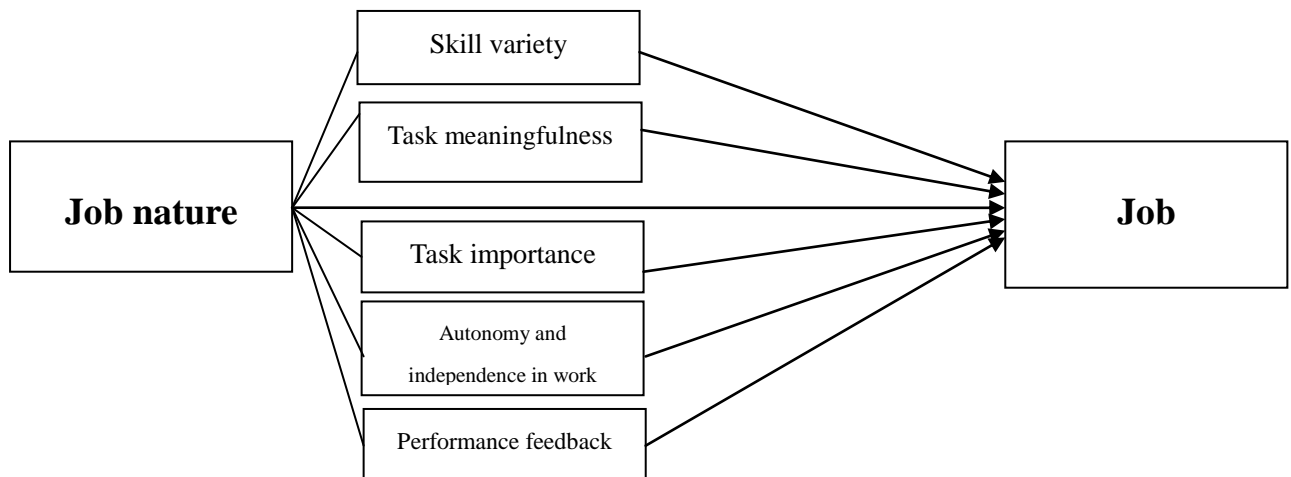 Skill variety
Task meaningfulness
Job nature
Job
Task importance
Autonomy and
independence in work
Performance feedback